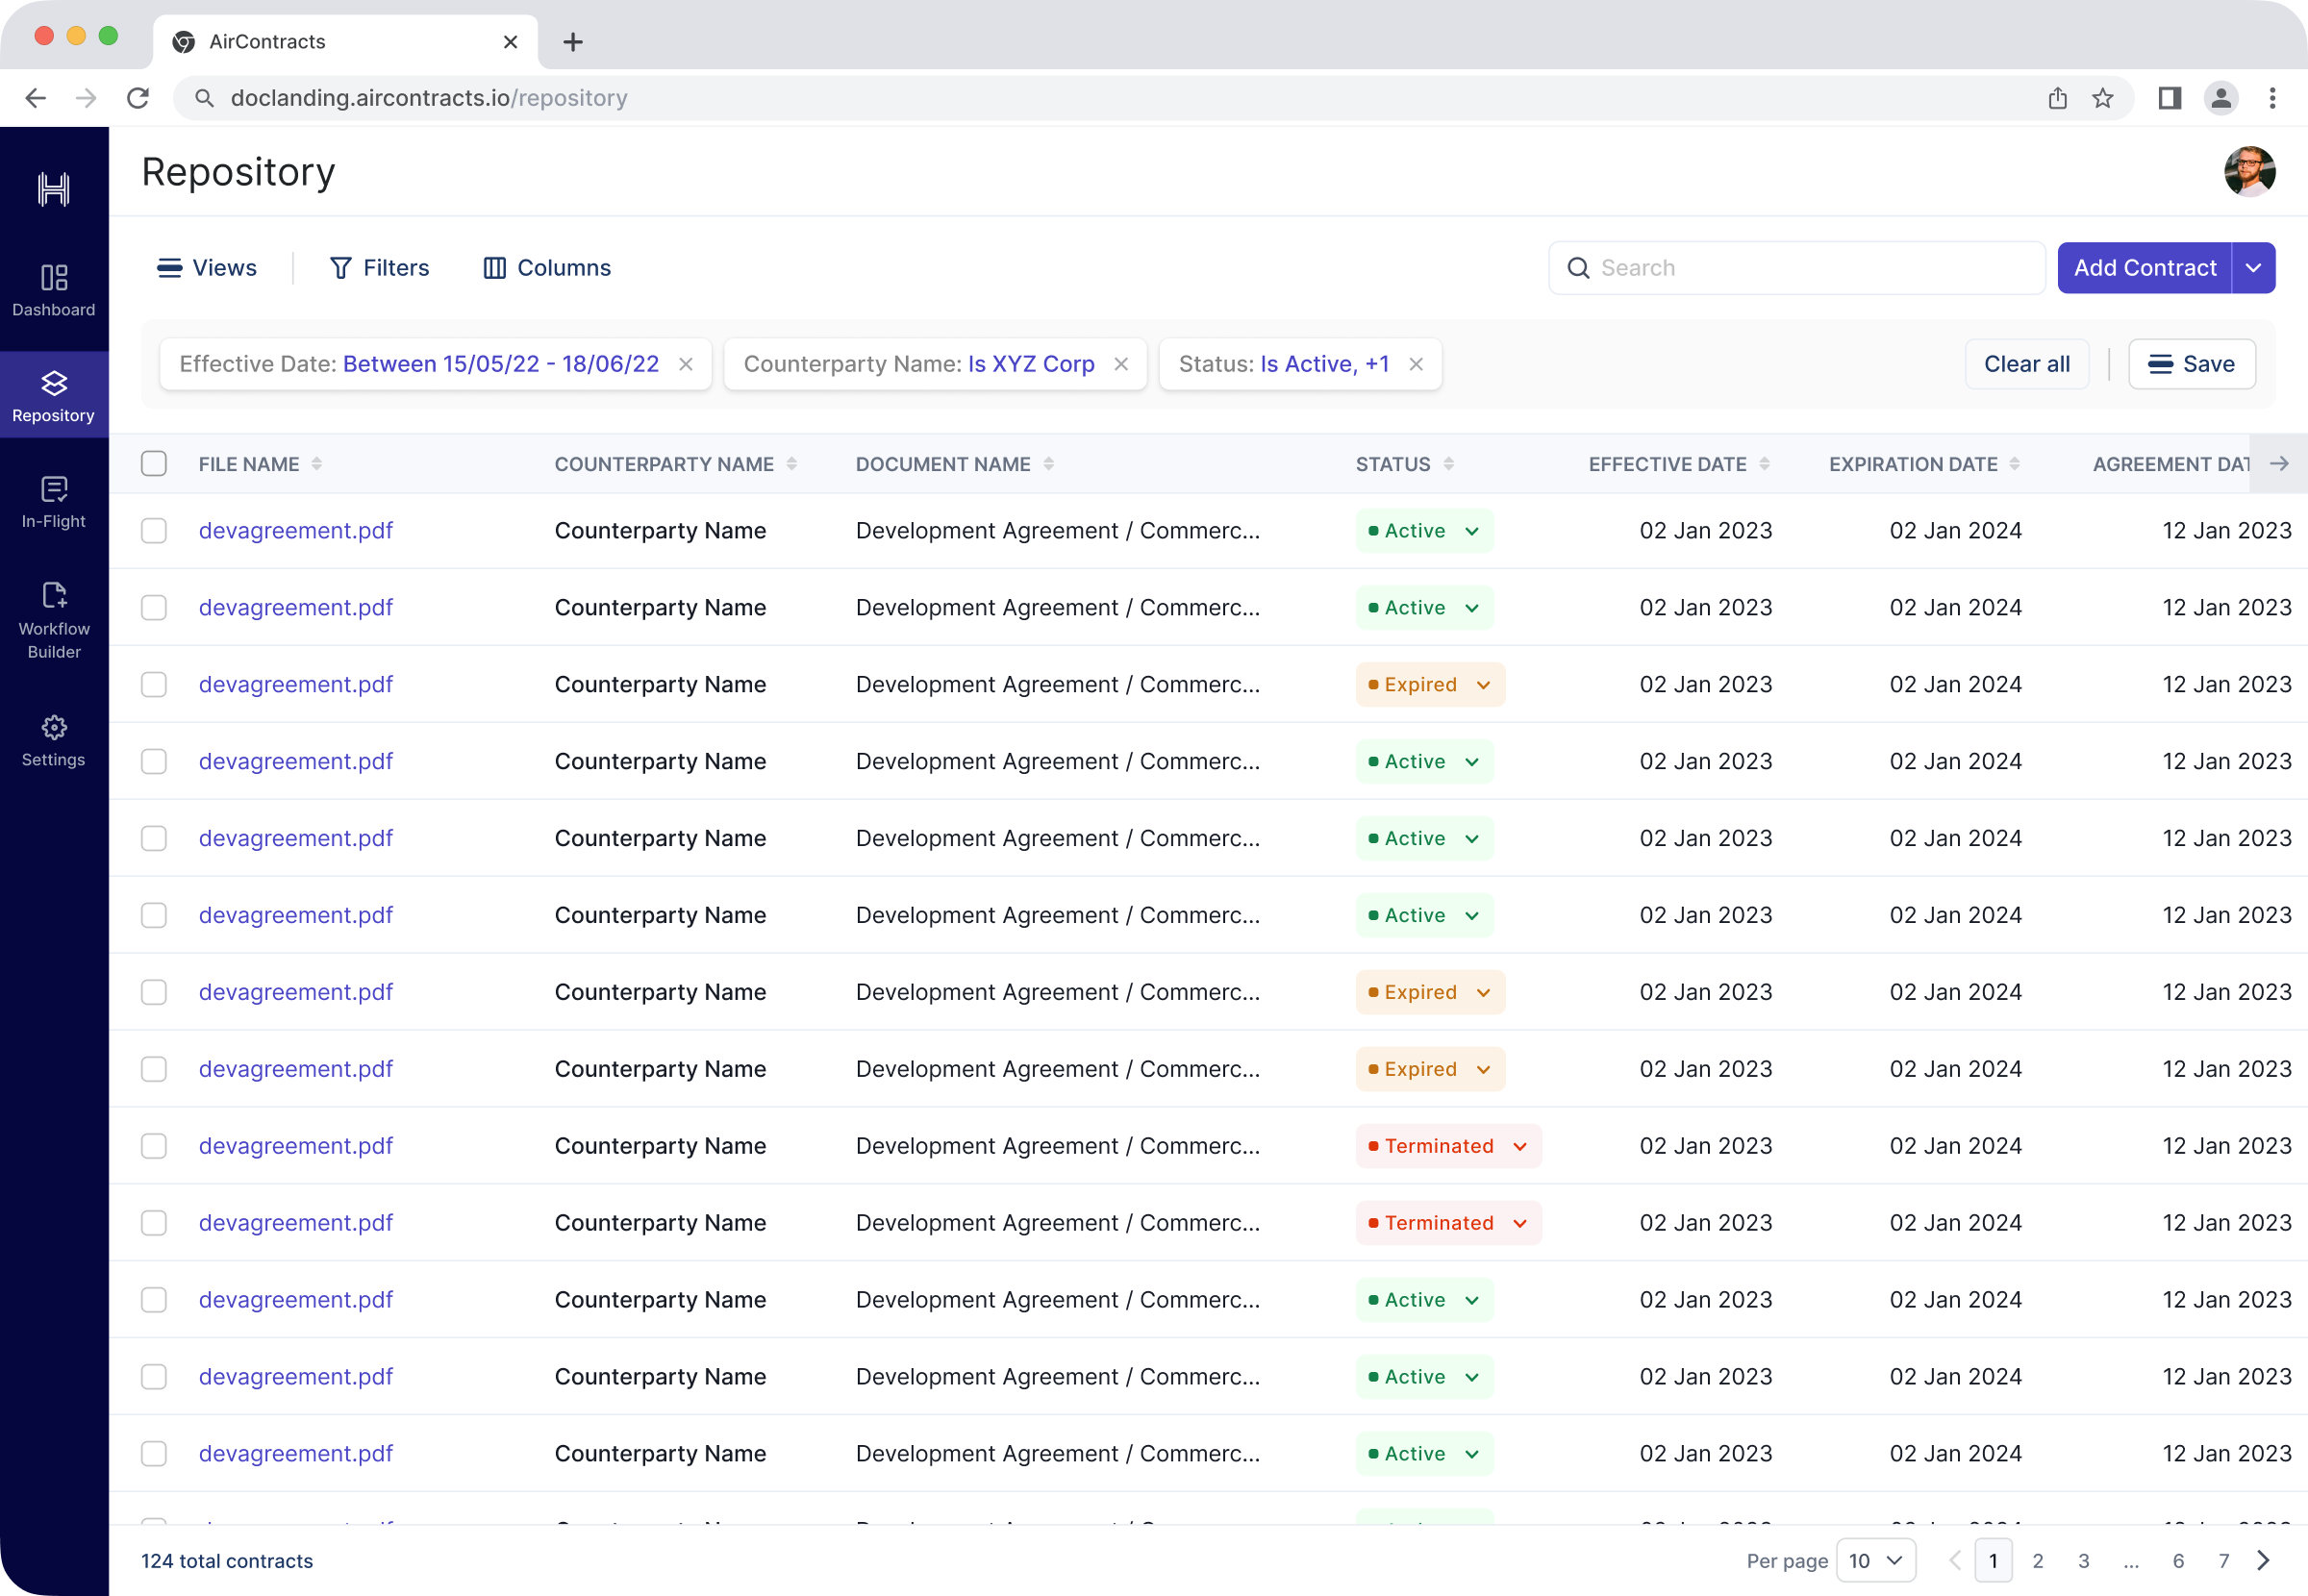 AirContracts
doclanding.aircontracts.io/repository
Repository
Dashboard
Repository
In-Flight
Workflow
Builder
Settings
Views Filters Columns Search Add Contract
Effective Date: Between 15/05/22 - 18/06/22 Counterparty Name: Is XYZ Corp Status: Is Active, +1 Clear all Save
FILE NAME COUNTERPARTY NAME DOCUMENT NAME STATUS EFFECTIVE DATE EXPIRATION DATE AGREEMENT DAT
devagreement.pdf Counterparty Name Development Agreement / Commerc... Active 02 Jan 2023 02 Jan 2024 12 Jan 2023
devagreement.pdf Counterparty Name Development Agreement / Commerc... Active 02 Jan 2023 02 Jan 2024 12 Jan 2023
devagreement.pdf Counterparty Name Development Agreement / Commerc... Expired 02 Jan 2023 02 Jan 2024 12 Jan 2023
devagreement.pdf Counterparty Name Development Agreement / Commerc... Active 02 Jan 2023 02 Jan 2024 12 Jan 2023
devagreement.pdf Counterparty Name Development Agreement / Commerc... Active 02 Jan 2023 02 Jan 2024 12 Jan 2023
devagreement.pdf Counterparty Name Development Agreement / Commerc... Active 02 Jan 2023 02 Jan 2024 12 Jan 2023
devagreement.pdf Counterparty Name Development Agreement / Commerc... Expired 02 Jan 2023 02 Jan 2024 12 Jan 2023
devagreement.pdf Counterparty Name Development Agreement / Commerc... Expired 02 Jan 2023 02 Jan 2024 12 Jan 2023
devagreement.pdf Counterparty Name Development Agreement / Commerc... Terminated 02 Jan 2023 02 Jan 2024 12 Jan 2023
devagreement.pdf Counterparty Name Development Agreement / Commerc... Terminated 02 Jan 2023 02 Jan 2024 12 Jan 2023
devagreement.pdf Counterparty Name Development Agreement / Commerc... Active 02 Jan 2023 02 Jan 2024 12 Jan 2023
devagreement.pdf Counterparty Name Development Agreement / Commerc... Active 02 Jan 2023 02 Jan 2024 12 Jan 2023
devagreement.pdf Counterparty Name Development Agreement / Commerc... Active 02 Jan 2023 02 Jan 2024 12 Jan 2023
124 total contracts Per page 10 1 2 3 ... 6 7